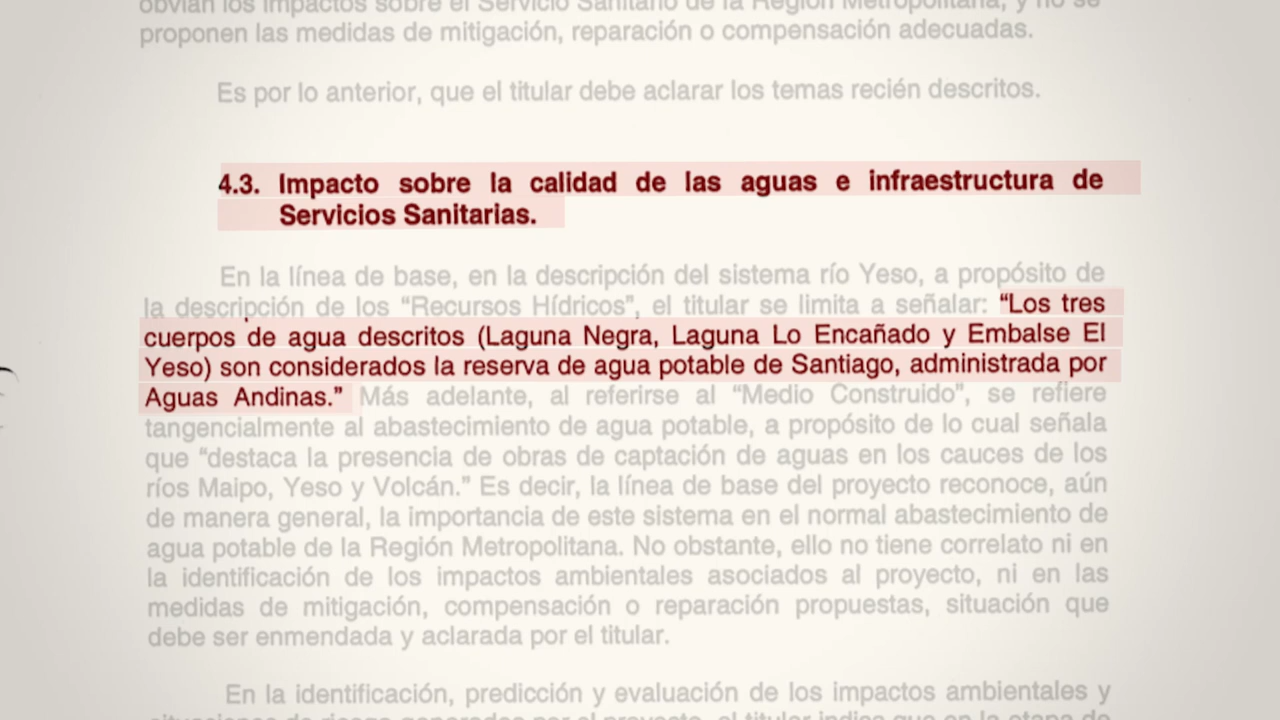 obvian los impactos sobre el Servicio Sanitario de la Región Metropolitana, y no se
proponen las medidas de mitigación, reparación o compensación adecuadas.
Es por lo anterior, que el titular debe aclarar los temas recién descritos.
4.3. Impacto sobre la calidad de las aguas e infraestructura de
Servicios Sanitarias.
En la línea de base, en la descripción del sistema río Yeso, a propósito de
la descripción de los “Recursos Hídricos”, el titular se limita a señalar: “Los tres
cuerpos de agua descritos (Laguna Negra, Laguna Lo Encañado y Embalse El
Yeso) son considerados la reserva de agua potable de Santiago, administrada por
Aguas Andinas.” Más adelante, al referirse al “Medio Construido”, se refiere
tangencialmente al abastecimiento de agua potable, a propósito de lo cual señala
que “destaca la presencia de obras de captación de aguas en los cauces de los
ríos Maipo, Yeso y Volcán.” Es decir, la línea de base del proyecto reconoce, aún
de manera general, la importancia de este sistema en el normal abastecimiento de
agua potable de la Región Metropolitana. No obstante, ello no tiene correlato ni en
la identificación de los impactos ambientales asociados al proyecto, ni en las
medidas de mitigación, compensación o reparación propuestas, situación que
debe ser enmendada y aclarada por el titular.
En la identificación, predicción y evaluación de los impactos ambientales y